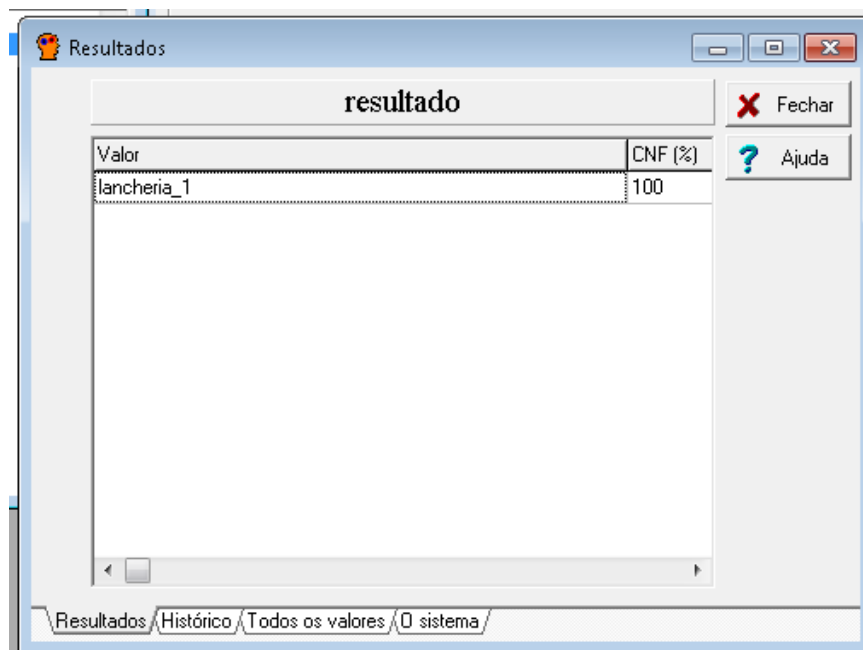 Resultados
resultado
Fechar
Valor CNF (%)
Ajuda
lancheria_1 100
Resultados Histórico Todos os valores O sistema